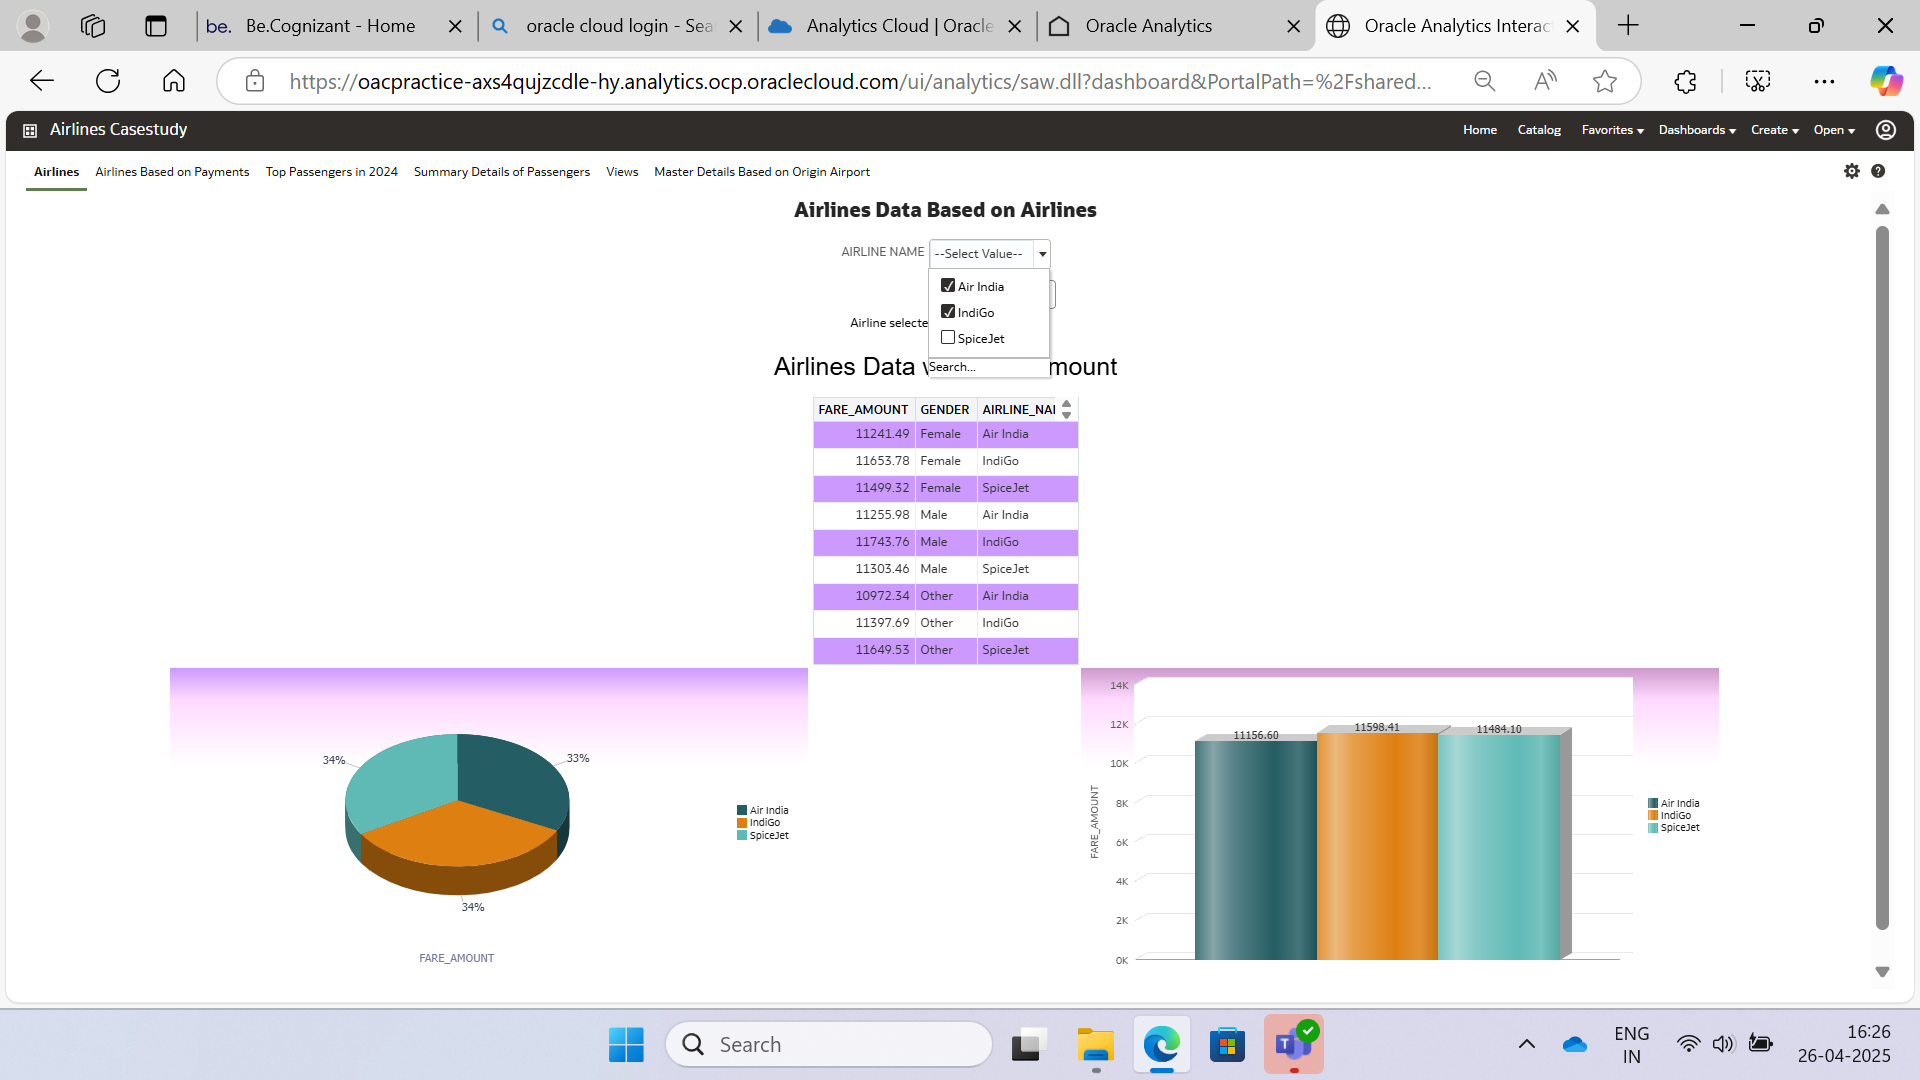 be. Be.Cognizant - Home
oracle cloud login - Sea
Analytics Cloud | Oracle
Oracle Analytics
Oracle Analytics Interac
https://oacpractice-axs4qujzcdle-hy.analytics.ocp.oraclecloud.com/ui/analytics/saw.dll?dashboard&PortalPath=%2Fshared...
Airlines Casestudy
Home Catalog Favorites Dashboards Create Open
Airlines Airlines Based on Payments Top Passengers in 2024 Summary Details of Passengers Views Master Details Based on Origin Airport
Airlines Data Based on Airlines
AIRLINE NAME --Select Value--
Air India
IndiGo
Airline selecte
SpiceJet
Airlines Data
Search...
mount
FARE_AMOUNT GENDER AIRLINE_NAI
11241.49 Female Air India
11653.78 Female IndiGo
11499.32 Female SpiceJet
11255.98 Male Air India
11743.76 Male IndiGo
11303.46 Male SpiceJet
10972.34 Other Air India
11397.69 Other IndiGo
11649.53 Other SpiceJet
34%
33%
34%
Air India
IndiGo
SpiceJet
FARE_AMOUNT
14K
12K
10K
8K
6K
4K
2K
0K
FARE_AMOUNT
11156.60
11598.41
11484.10
Air India
IndiGo
SpiceJet
Search
ENG
IN
16:26
26-04-2025